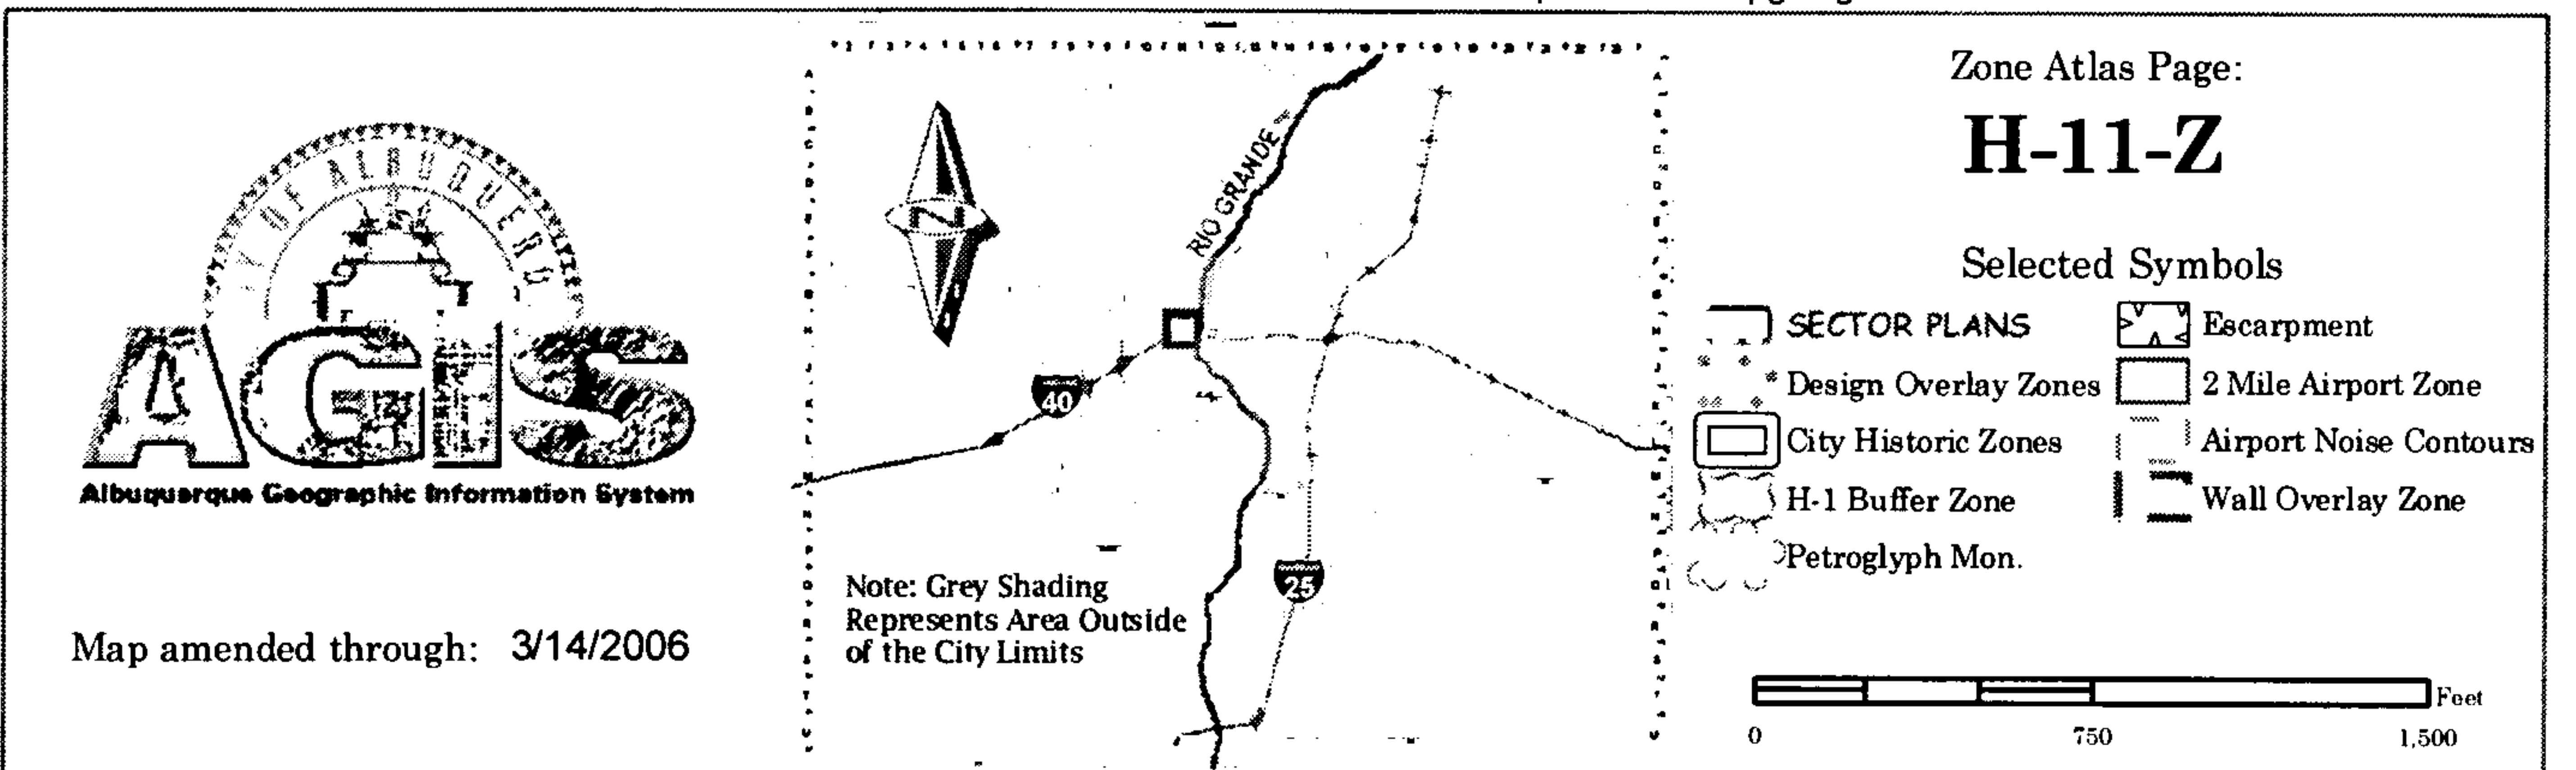 Y OF ALBUQUERQ
AGIS
Albuquerque Geographic Information System
Map amended through: 3/14/2006
N
RIO GRANDE
40
25
Note: Grey Shading
Represents Area Outside
of the City Limits
Zone Atlas Page:
H-11-Z
Selected Symbols
SECTOR PLANS
Design Overlay Zones
City Historic Zones
H-1 Buffer Zone
Petroglyph Mon.
Escarpment
2 Mile Airport Zone
Airport Noise Contours
Wall Overlay Zone
Feet
0 750 1,500